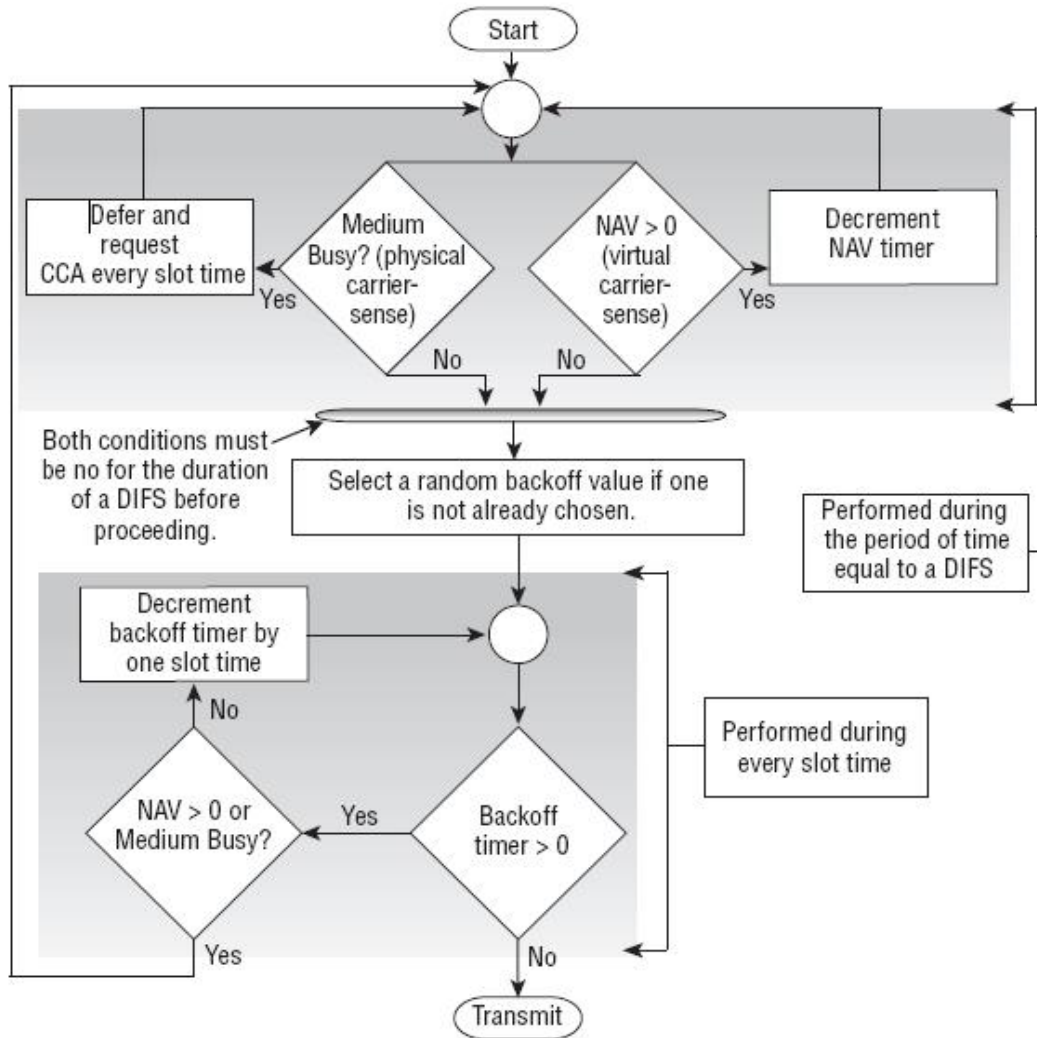 Start
Defer and
request
CCA every slot time
Yes
Medium
Busy? (physical
carrier-
sense)
No
NAV > 0
(virtual
carrier-
sense)
No
Yes
Decrement
NAV timer
Both conditions must
be no for the duration
of a DIFS before
proceeding.
Select a random backoff value if one
is not already chosen.
Performed during
the period of time
equal to a DIFS
Decrement
backoff timer by
one slot time
No
NAV > 0 or
Medium Busy?
Yes
Yes
Backoff
timer > 0
No
Performed during
every slot time
Transmit